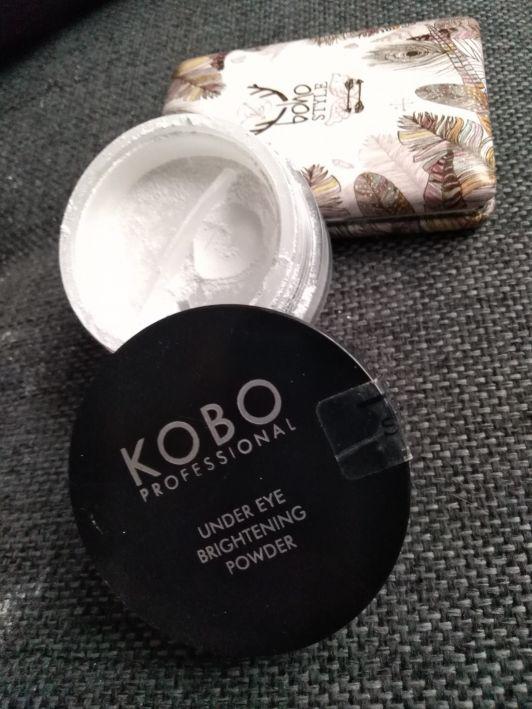 BOHO
STYLE
KOBO
PROFESSIONAL
UNDER EYE
BRIGHTENING
POWDER